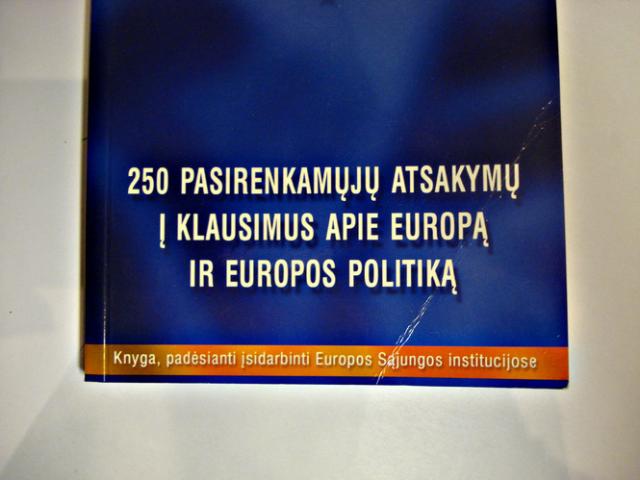 250 PASIRENKAMŲJŲ ATSAKYMŲ
Į KLAUSIMUS APIE EUROPĄ
IR EUROPOS POLITIKĄ
Knyga, padėsianti įsidarbinti Europos Sąjungos institucijose